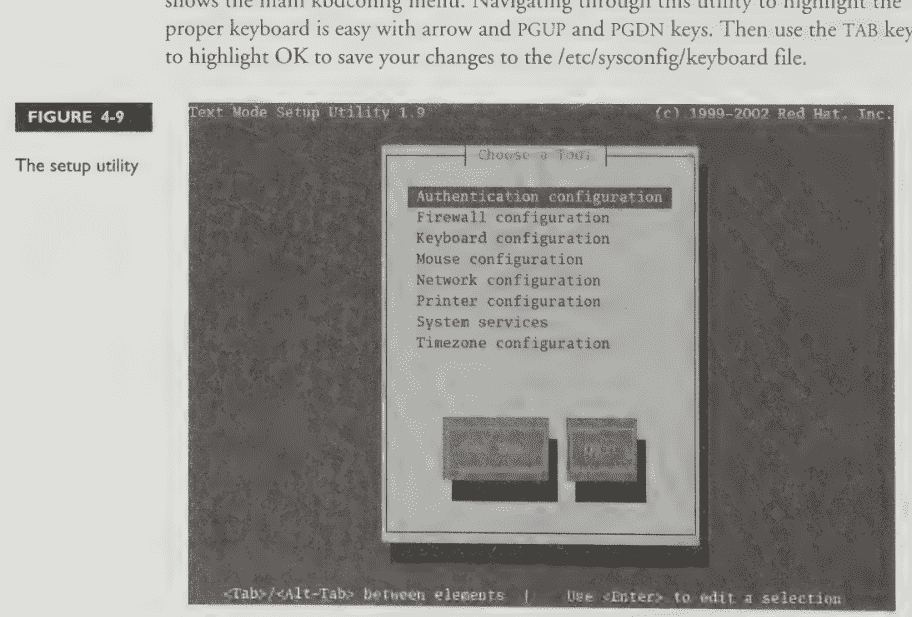 shows the main kbdconfig menu. Navigating through this utility to highlight the
proper keyboard is easy with arrow and PGUP and PGDN keys. Then use the TAB key
to highlight OK to save your changes to the /etc/sysconfig/keyboard file.
FIGURE 4-9
The setup utility
Text Mode Setup Utility 1.9 (c) 1999-2002 Red Hat, Inc.
Choose a Tool
Authentication configuration
Firewall configuration
Keyboard configuration
Mouse configuration
Network configuration
Printer configuration
System services
Timezone configuration
<Tab>/<Alt-Tab> between elements | Use <Enter> to edit a selection